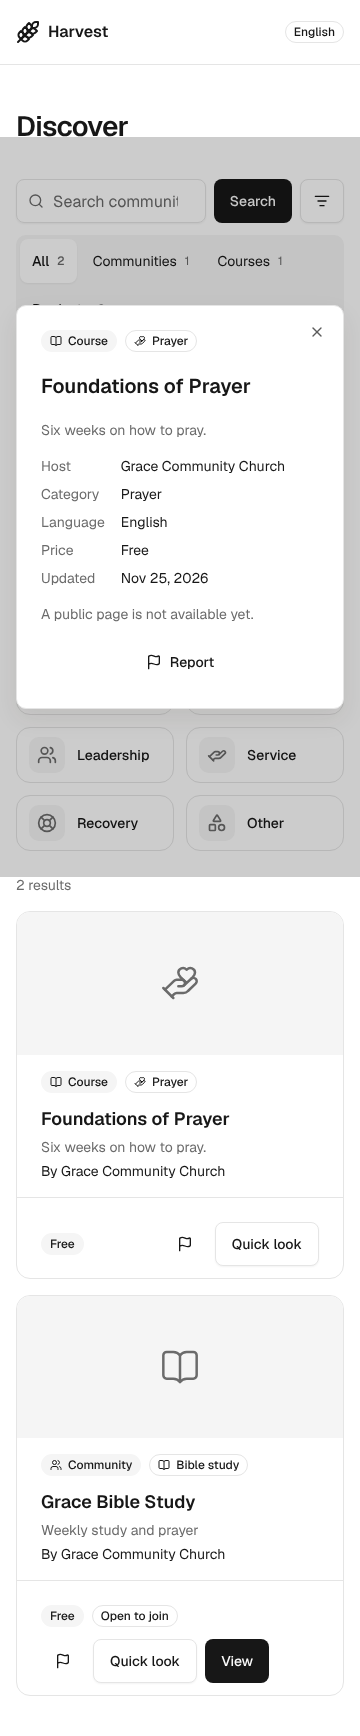 Harvest
English
Discover
Search
All 2
Communities 1
Courses 1
Course
Prayer
Foundations of Prayer
Six weeks on how to pray.
Host Grace Community Church
Category Prayer
Language English
Price Free
Updated Nov 25, 2026
A public page is not available yet.
Report
Leadership
Service
Recovery
Other
2 results
Course
Prayer
Foundations of Prayer
Six weeks on how to pray.
By Grace Community Church
Free
Quick look
Community
Bible study
Grace Bible Study
Weekly study and prayer
By Grace Community Church
Free
Open to join
Quick look
View